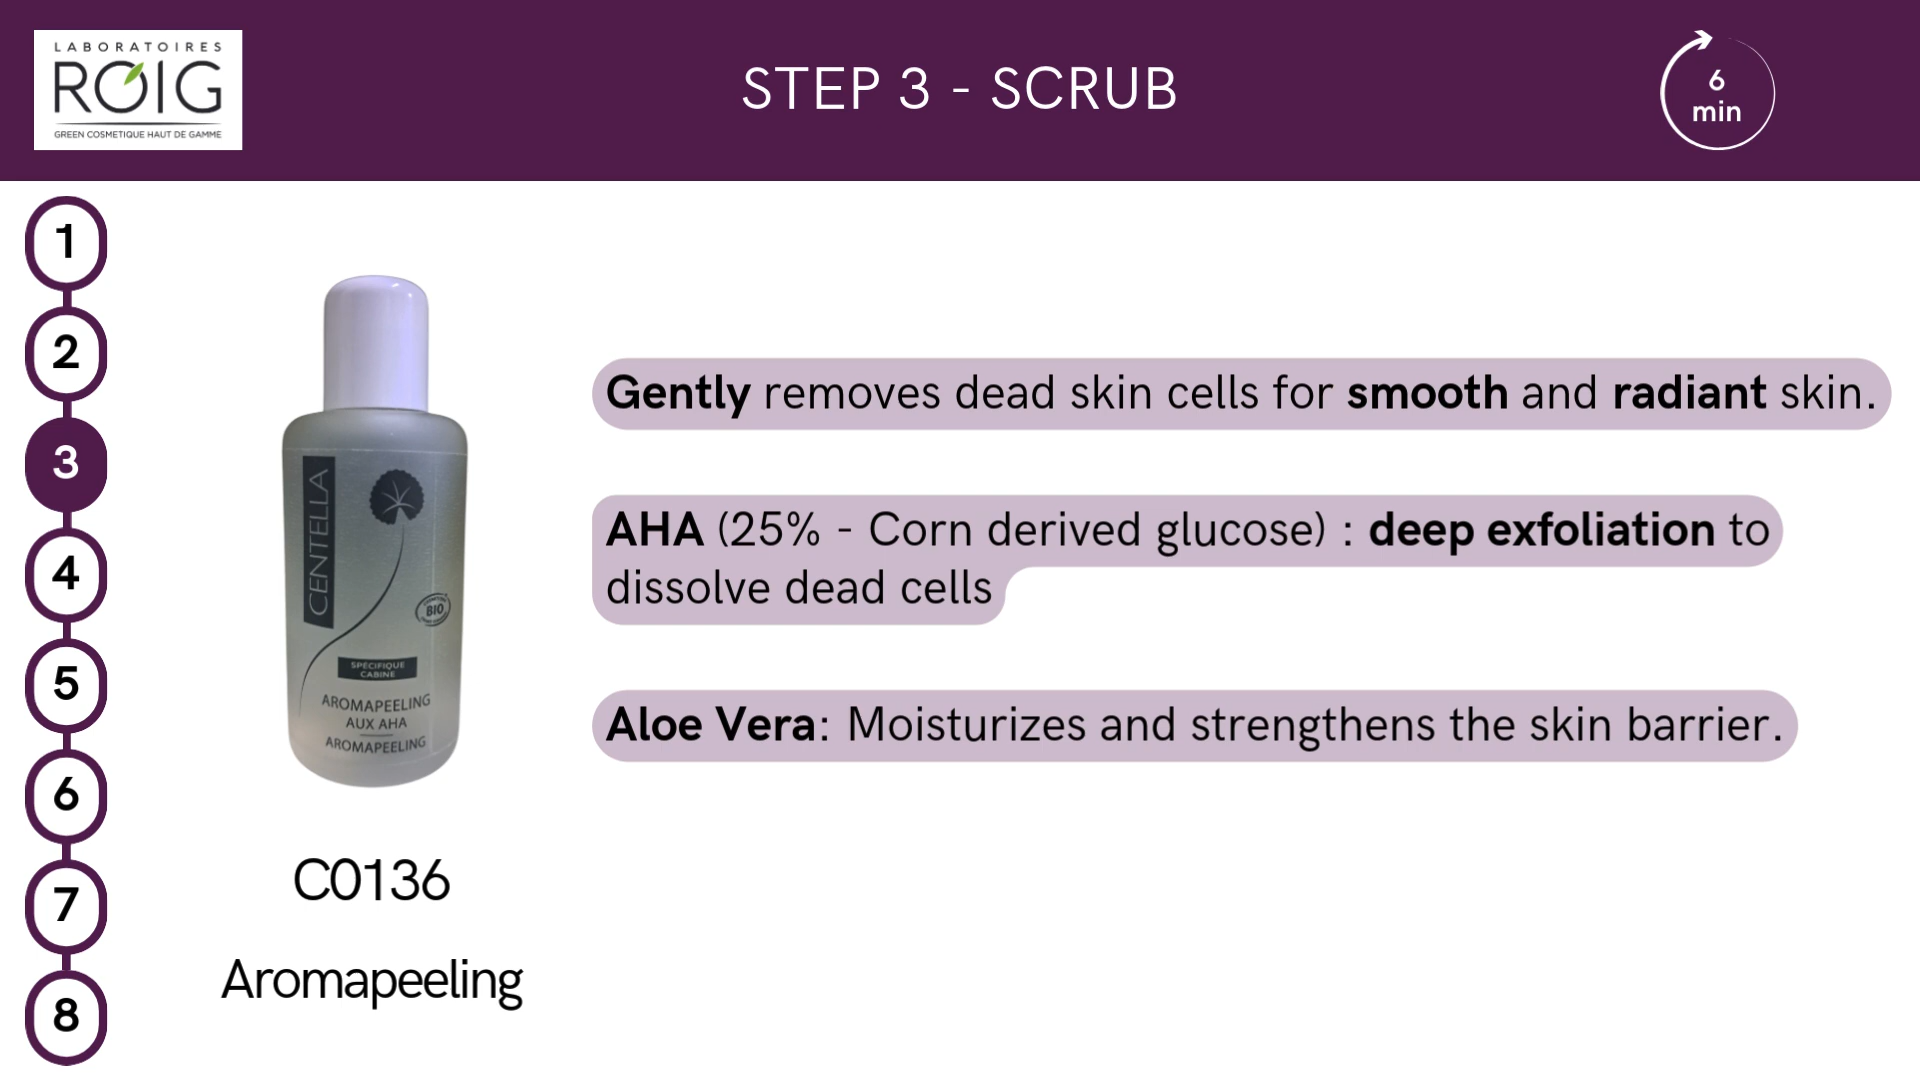 LABORATOIRES
ROIG
GREEN COSMETIQUE HAUT DE GAMME
STEP 3 - SCRUB
6
min
1
2
3
4
5
6
7
8
CENTELLA
BIO
SPÉCIFIQUE
CABINE
AROMAPEELING
AUX AHA
AROMAPEELING
C0136
Aromapeeling
Gently removes dead skin cells for smooth and radiant skin.
AHA (25% - Corn derived glucose) : deep exfoliation to
dissolve dead cells
Aloe Vera: Moisturizes and strengthens the skin barrier.